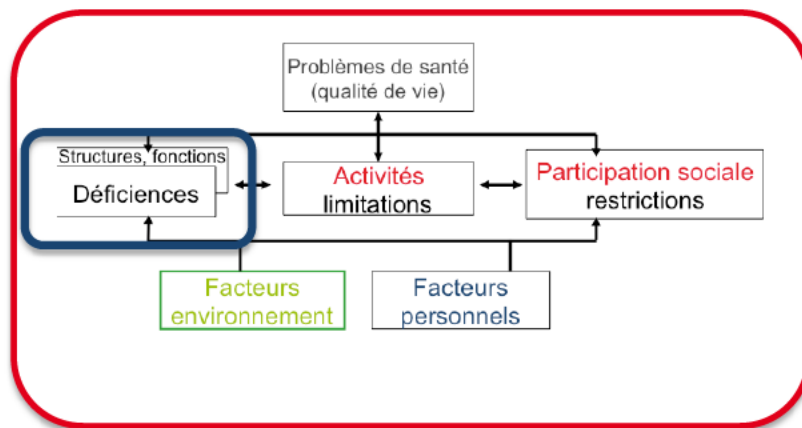 Problèmes de santé
(qualité de vie)
Structures, fonctions
Déficiences
Activités
limitations
Participation sociale
restrictions
Facteurs
environnement
Facteurs
personnels